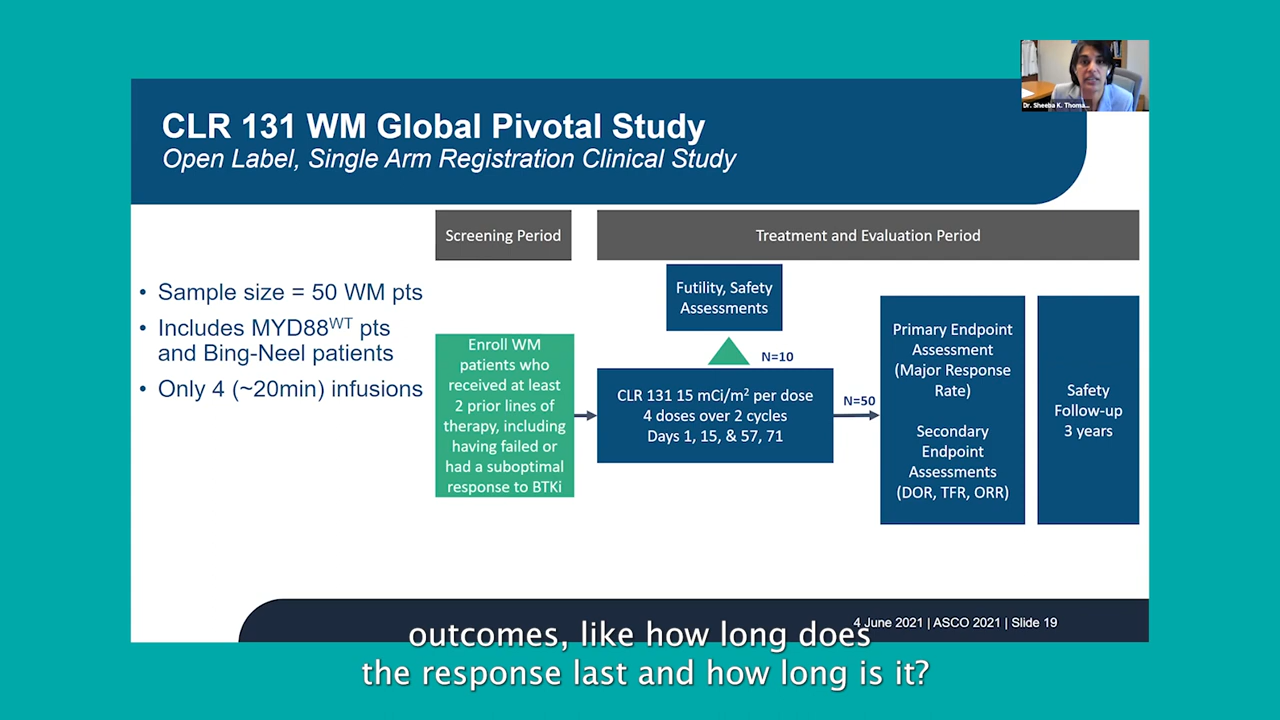 Dr. Sheeba K. Thoma...
CLR 131 WM Global Pivotal Study
Open Label, Single Arm Registration Clinical Study
Screening Period
Treatment and Evaluation Period
• Sample size = 50 WM pts
• Includes MYD88ᵂᵀ pts
and Bing-Neel patients
• Only 4 (~20min) infusions
Enroll WM
patients who
received at least
2 prior lines of
therapy, including
having failed or
had a suboptimal
response to BTKi
Futility, Safety
Assessments
N=10
CLR 131 15 mCi/m² per dose
4 doses over 2 cycles
Days 1, 15, & 57, 71
N=50
Primary Endpoint
Assessment
(Major Response
Rate)
Secondary
Endpoint
Assessments
(DOR, TFR, ORR)
Safety
Follow-up
3 years
4 June 2021 | ASCO 2021 | Slide 19
outcomes, like how long does
the response last and how long is it?